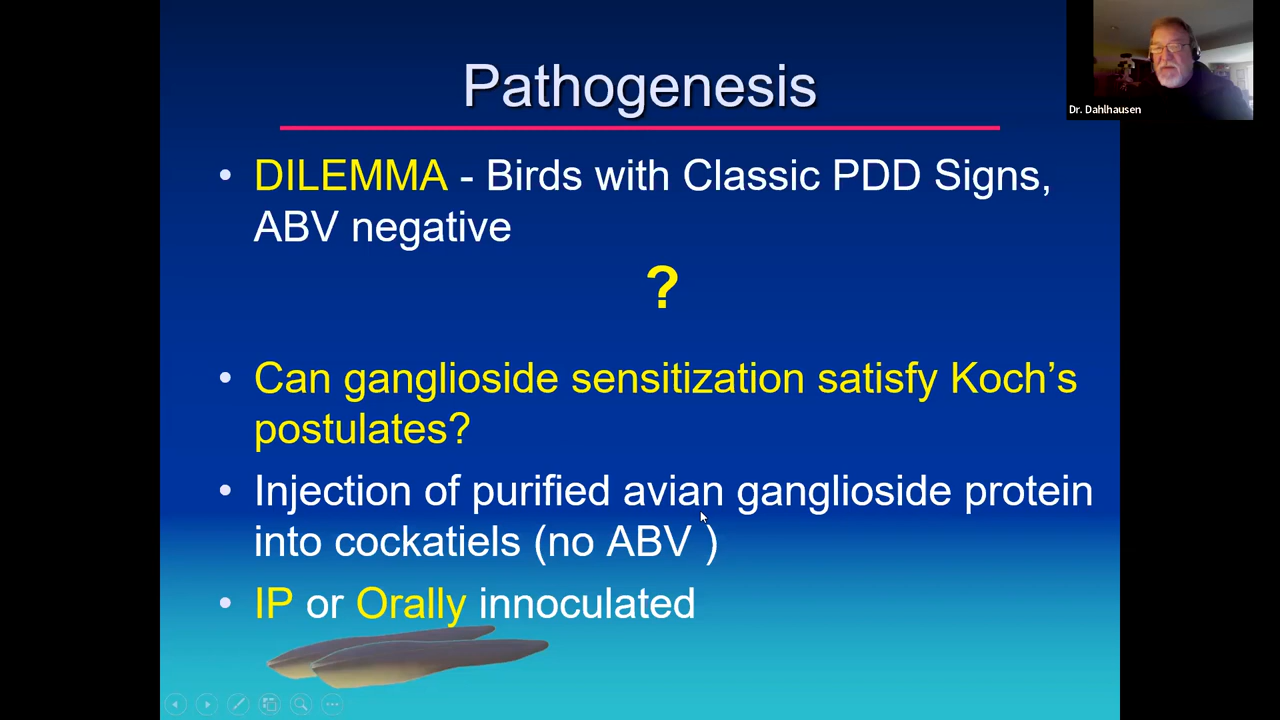 Pathogenesis
Dr. Dahlhausen
• DILEMMA - Birds with Classic PDD Signs,
ABV negative
?
• Can ganglioside sensitization satisfy Koch’s
postulates?
• Injection of purified avian ganglioside protein
into cockatiels (no ABV )
• IP or Orally innoculated